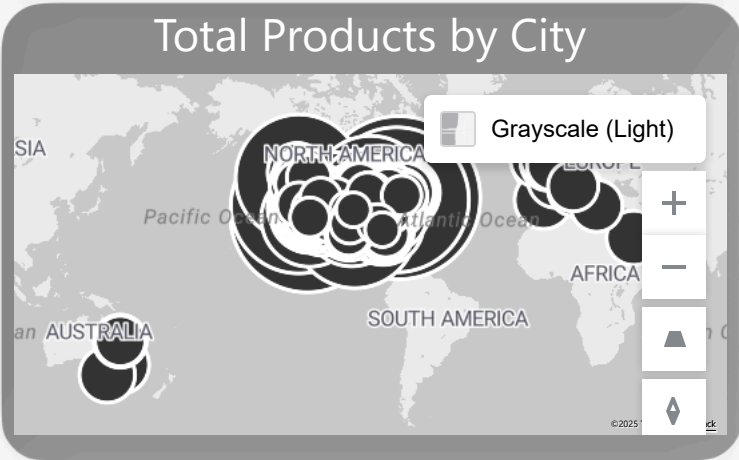 Total Products by City
Grayscale (Light)
SIA
NORTH AMERICA
EUROPE
Pacific Ocean
Atlantic Ocean
AFRICA
SOUTH AMERICA
an
AUSTRALIA
©2025